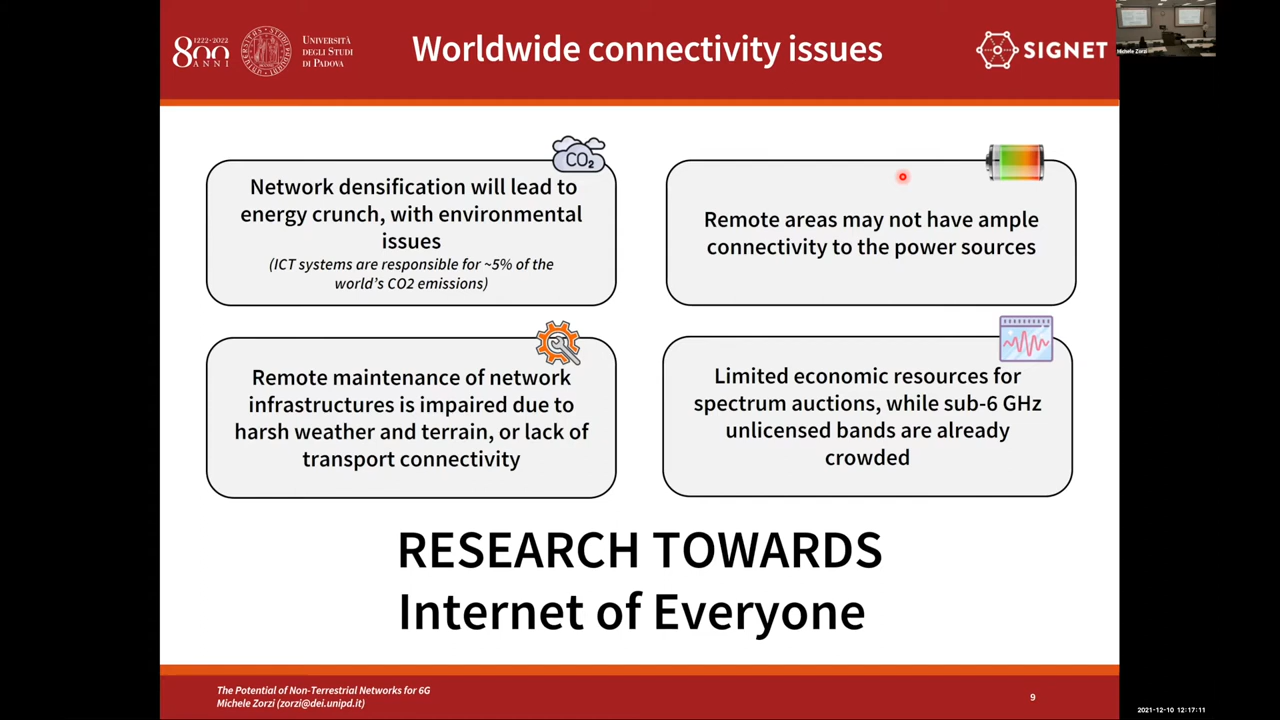 1222·2022
800
ANNI
UNIVERSITÀ
DEGLI STUDI
DI PADOVA
Worldwide connectivity issues
SIGNET
Michele Zorzi
CO2
Network densification will lead to
energy crunch, with environmental
issues
(ICT systems are responsible for ~5% of the
world's CO2 emissions)
Remote areas may not have ample
connectivity to the power sources
Remote maintenance of network
infrastructures is impaired due to
harsh weather and terrain, or lack of
transport connectivity
Limited economic resources for
spectrum auctions, while sub-6 GHz
unlicensed bands are already
crowded
RESEARCH TOWARDS
Internet of Everyone
The Potential of Non-Terrestrial Networks for 6G
Michele Zorzi (zorzi@dei.unipd.it)
9
2021-12-10 12:17:11